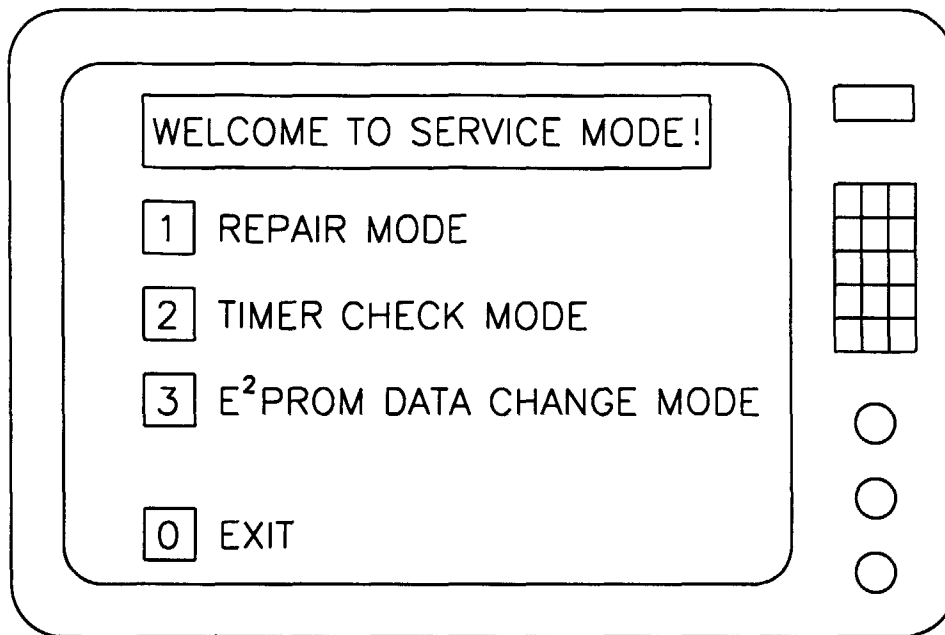 WELCOME TO SERVICE MODE!
1 REPAIR MODE
2 TIMER CHECK MODE
3 E²PROM DATA CHANGE MODE
0 EXIT